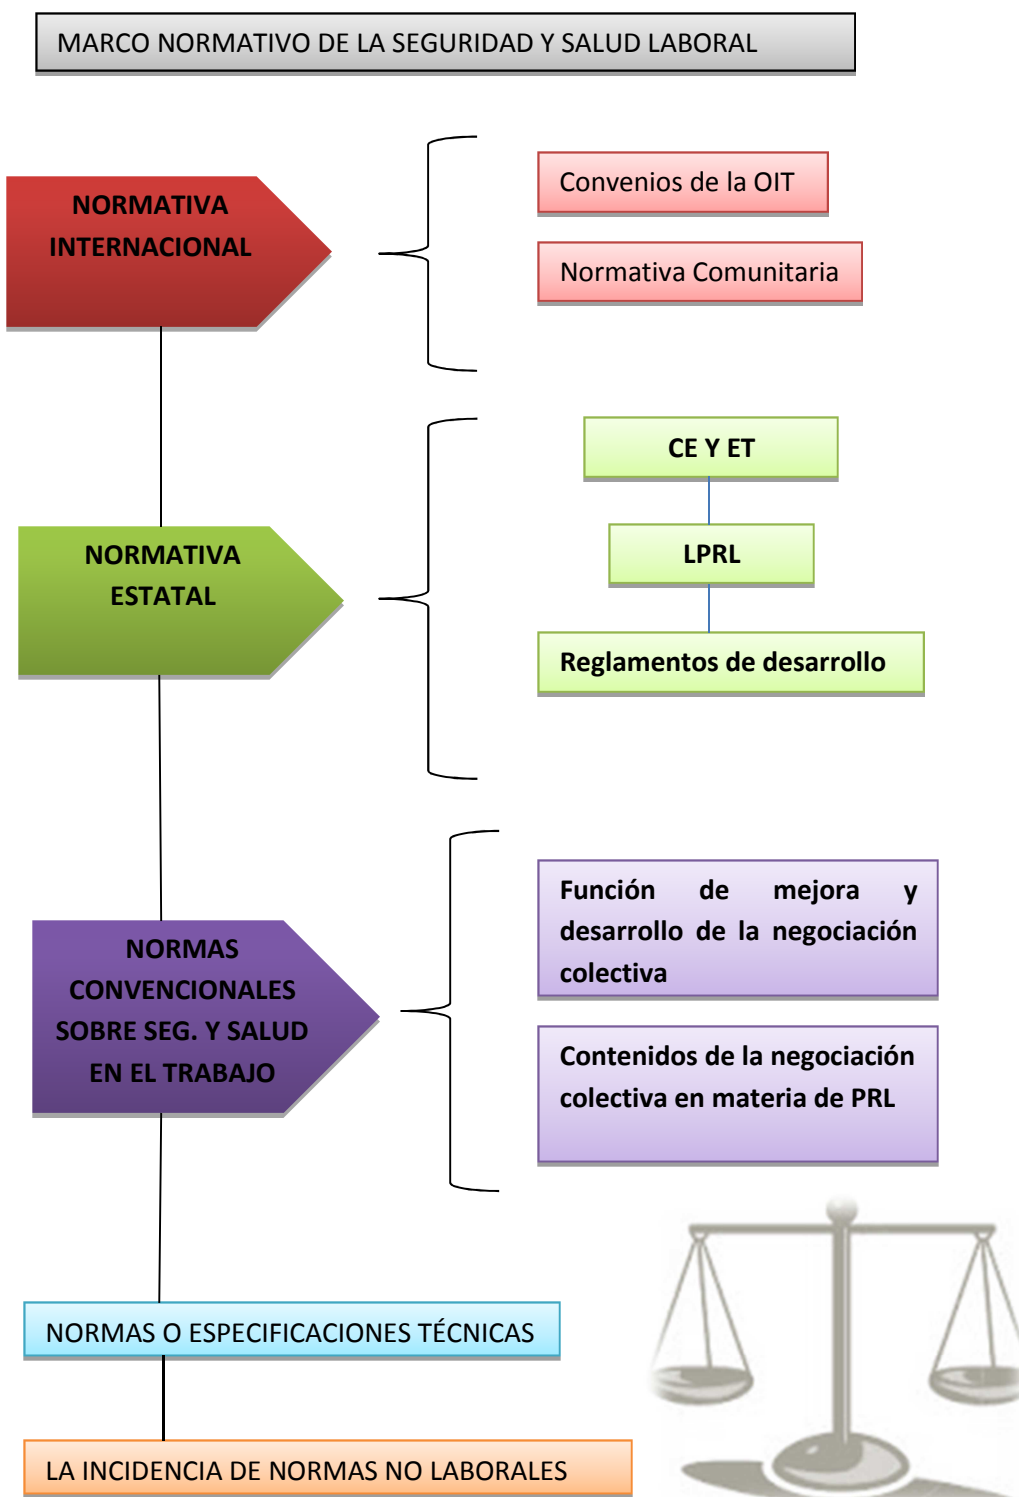 MARCO NORMATIVO DE LA SEGURIDAD Y SALUD LABORAL
NORMATIVA
INTERNACIONAL
Convenios de la OIT
Normativa Comunitaria
NORMATIVA
ESTATAL
CE Y ET
LPRL
Reglamentos de desarrollo
NORMAS
CONVENCIONALES
SOBRE SEG. Y SALUD
EN EL TRABAJO
Función de mejora y
desarrollo de la negociación
colectiva
Contenidos de la negociación
colectiva en materia de PRL
NORMAS O ESPECIFICACIONES TÉCNICAS
LA INCIDENCIA DE NORMAS NO LABORALES